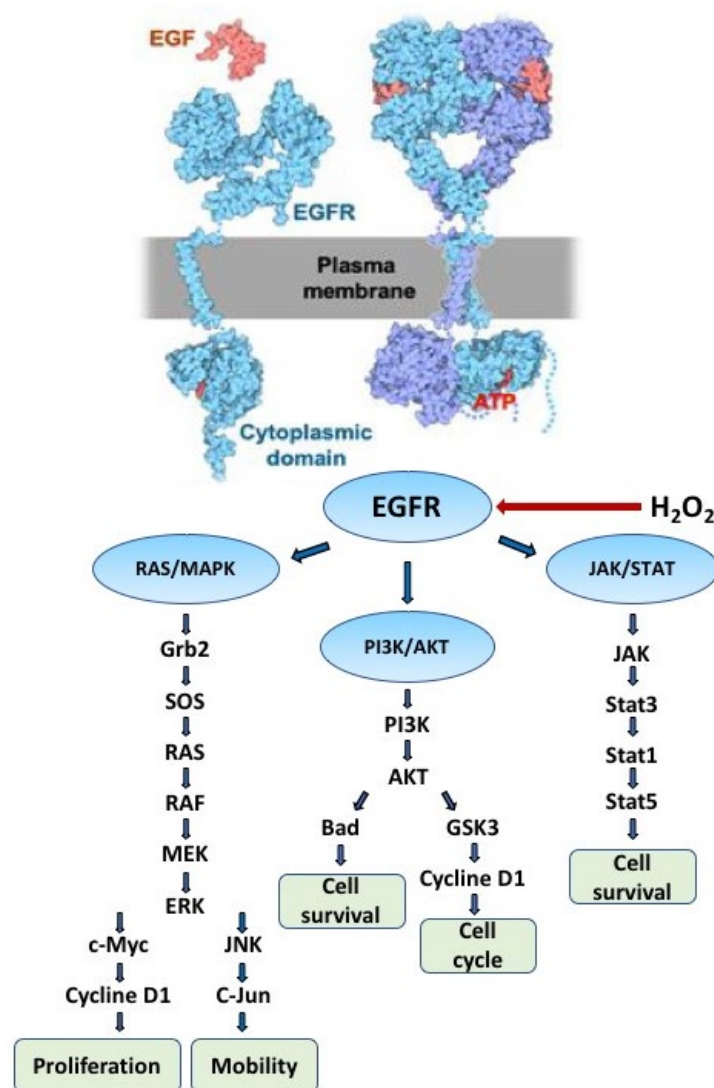 EGF
EGFR
Plasma
membrane
ATP
Cytoplasmic
domain
EGFR
H₂O₂
RAS/MAPK
JAK/STAT
PI3K/AKT
Grb2
SOS
RAS
RAF
MEK
ERK
c-Myc
Cycline D1
Proliferation
JNK
C-Jun
Mobility
PI3K
AKT
Bad
Cell
survival
GSK3
Cycline D1
Cell
cycle
JAK
Stat3
Stat1
Stat5
Cell
survival